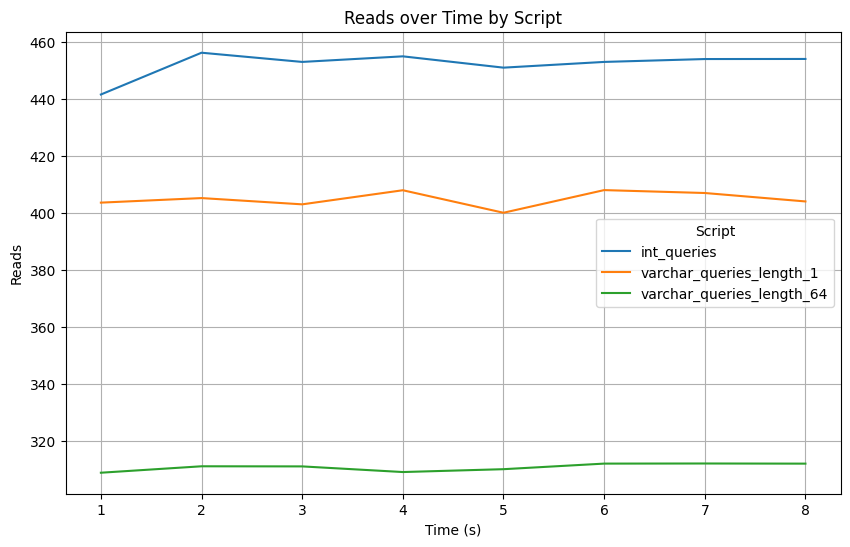 Reads over Time by Script
460
440
420
400
380
360
340
320
Reads
Script
int_queries
varchar_queries_length_1
varchar_queries_length_64
1 2 3 4 5 6 7 8
Time (s)